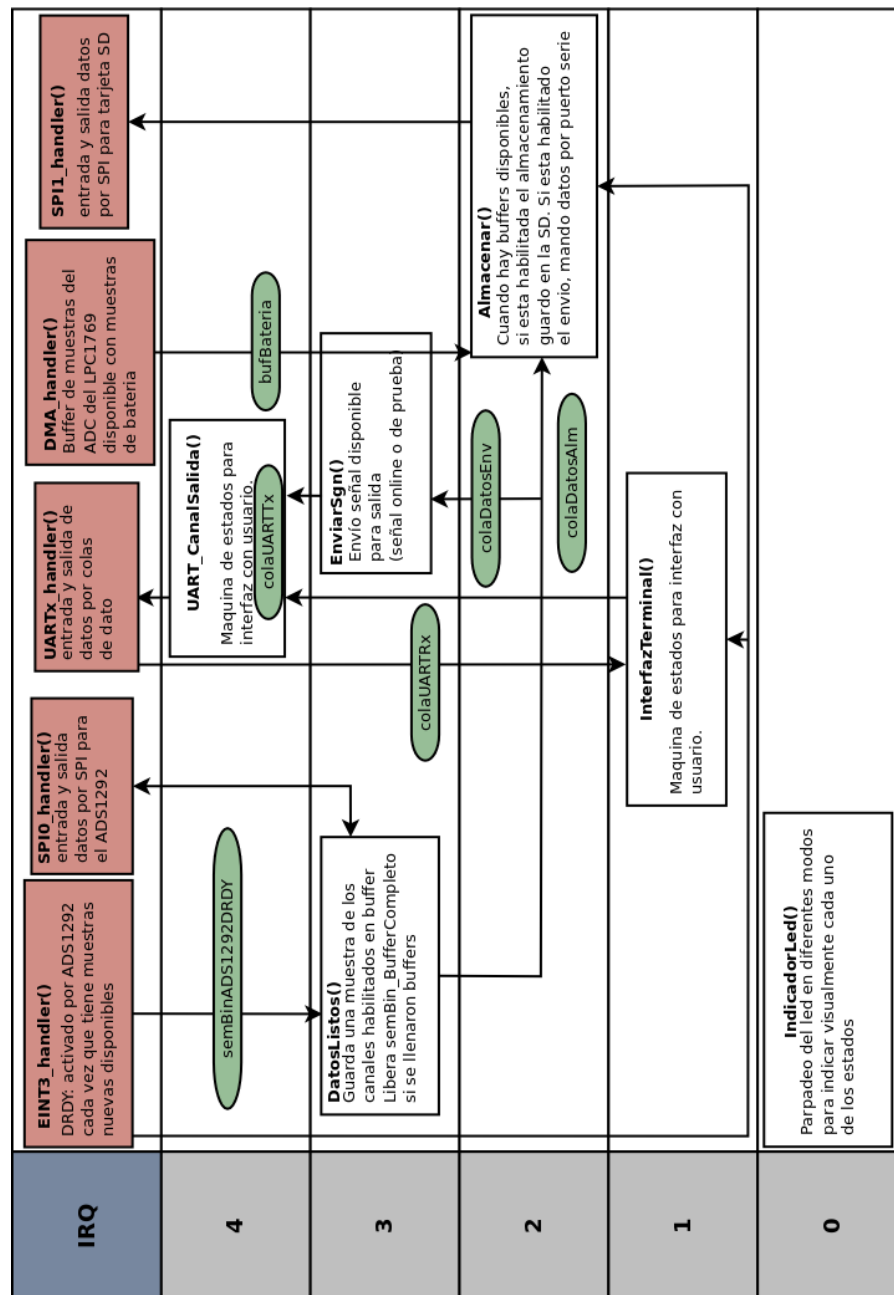 IRQ
4
3
2
1
0
EINT3_handler()
DRDY: activado por ADS1292
cada vez que tiene muestras
nuevas disponibles
SPI0_handler()
entrada y salida
datos por SPI para
el ADS1292
UARTx_handler()
entrada y salida de
datos por colas
de dato
DMA_handler()
Buffer de muestras del
ADC del LPC1769
disponible con muestras
de bateria
SPI1_handler()
entrada y salida datos
por SPI para tarjeta SD
semBinADS1292DRDY
UART_CanalSalida()
Maquina de estados para
interfaz con usuario.
colaUARTTx
bufBateria
DatosListos()
Guarda una muestra de los
canales habilitados en buffer
Libera semBin_BufferCompleto
si se llenaron buffers
colaUARTRx
EnviarSgn()
Envío señal disponible
para salida
(señal online o de prueba)
colaDatosEnv
colaDatosAlm
Almacenar()
Cuando hay buffers disponibles,
si esta habilitada el almacenamiento
guardo en la SD. Si esta habilitado
el envio, mando datos por puerto serie
InterfazTerminal()
Maquina de estados para interfaz con
usuario.
IndicadorLed()
Parpadeo del led en diferentes modos
para indicar visualmente cada uno
de los estados